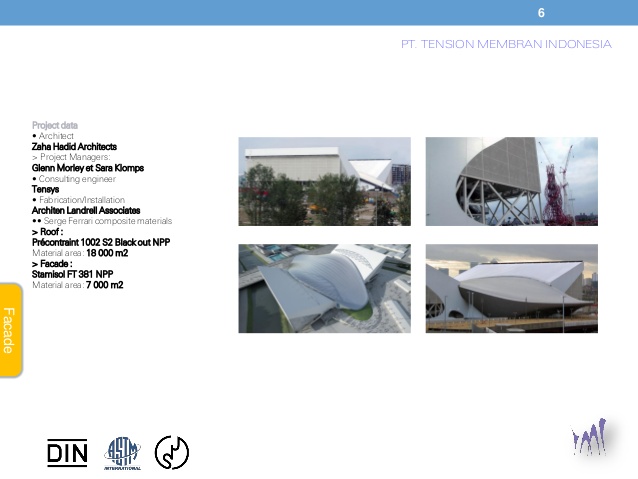 6
PT. TENSION MEMBRAN INDONESIA
Project data
• Architect
Zaha Hadid Architects
> Project Managers:
Glenn Morley et Sara Klomps
• Consulting engineer
Tensys
• Fabrication/Installation
Architen Landrell Associates
•• Serge Ferrari composite materials
> Roof :
Précontraint 1002 S2 Black out NPP
Material area: 18 000 m2
> Facade :
Stamisol FT 381 NPP
Material area: 7 000 m2
Facade
DIN
ASTM
INTERNATIONAL